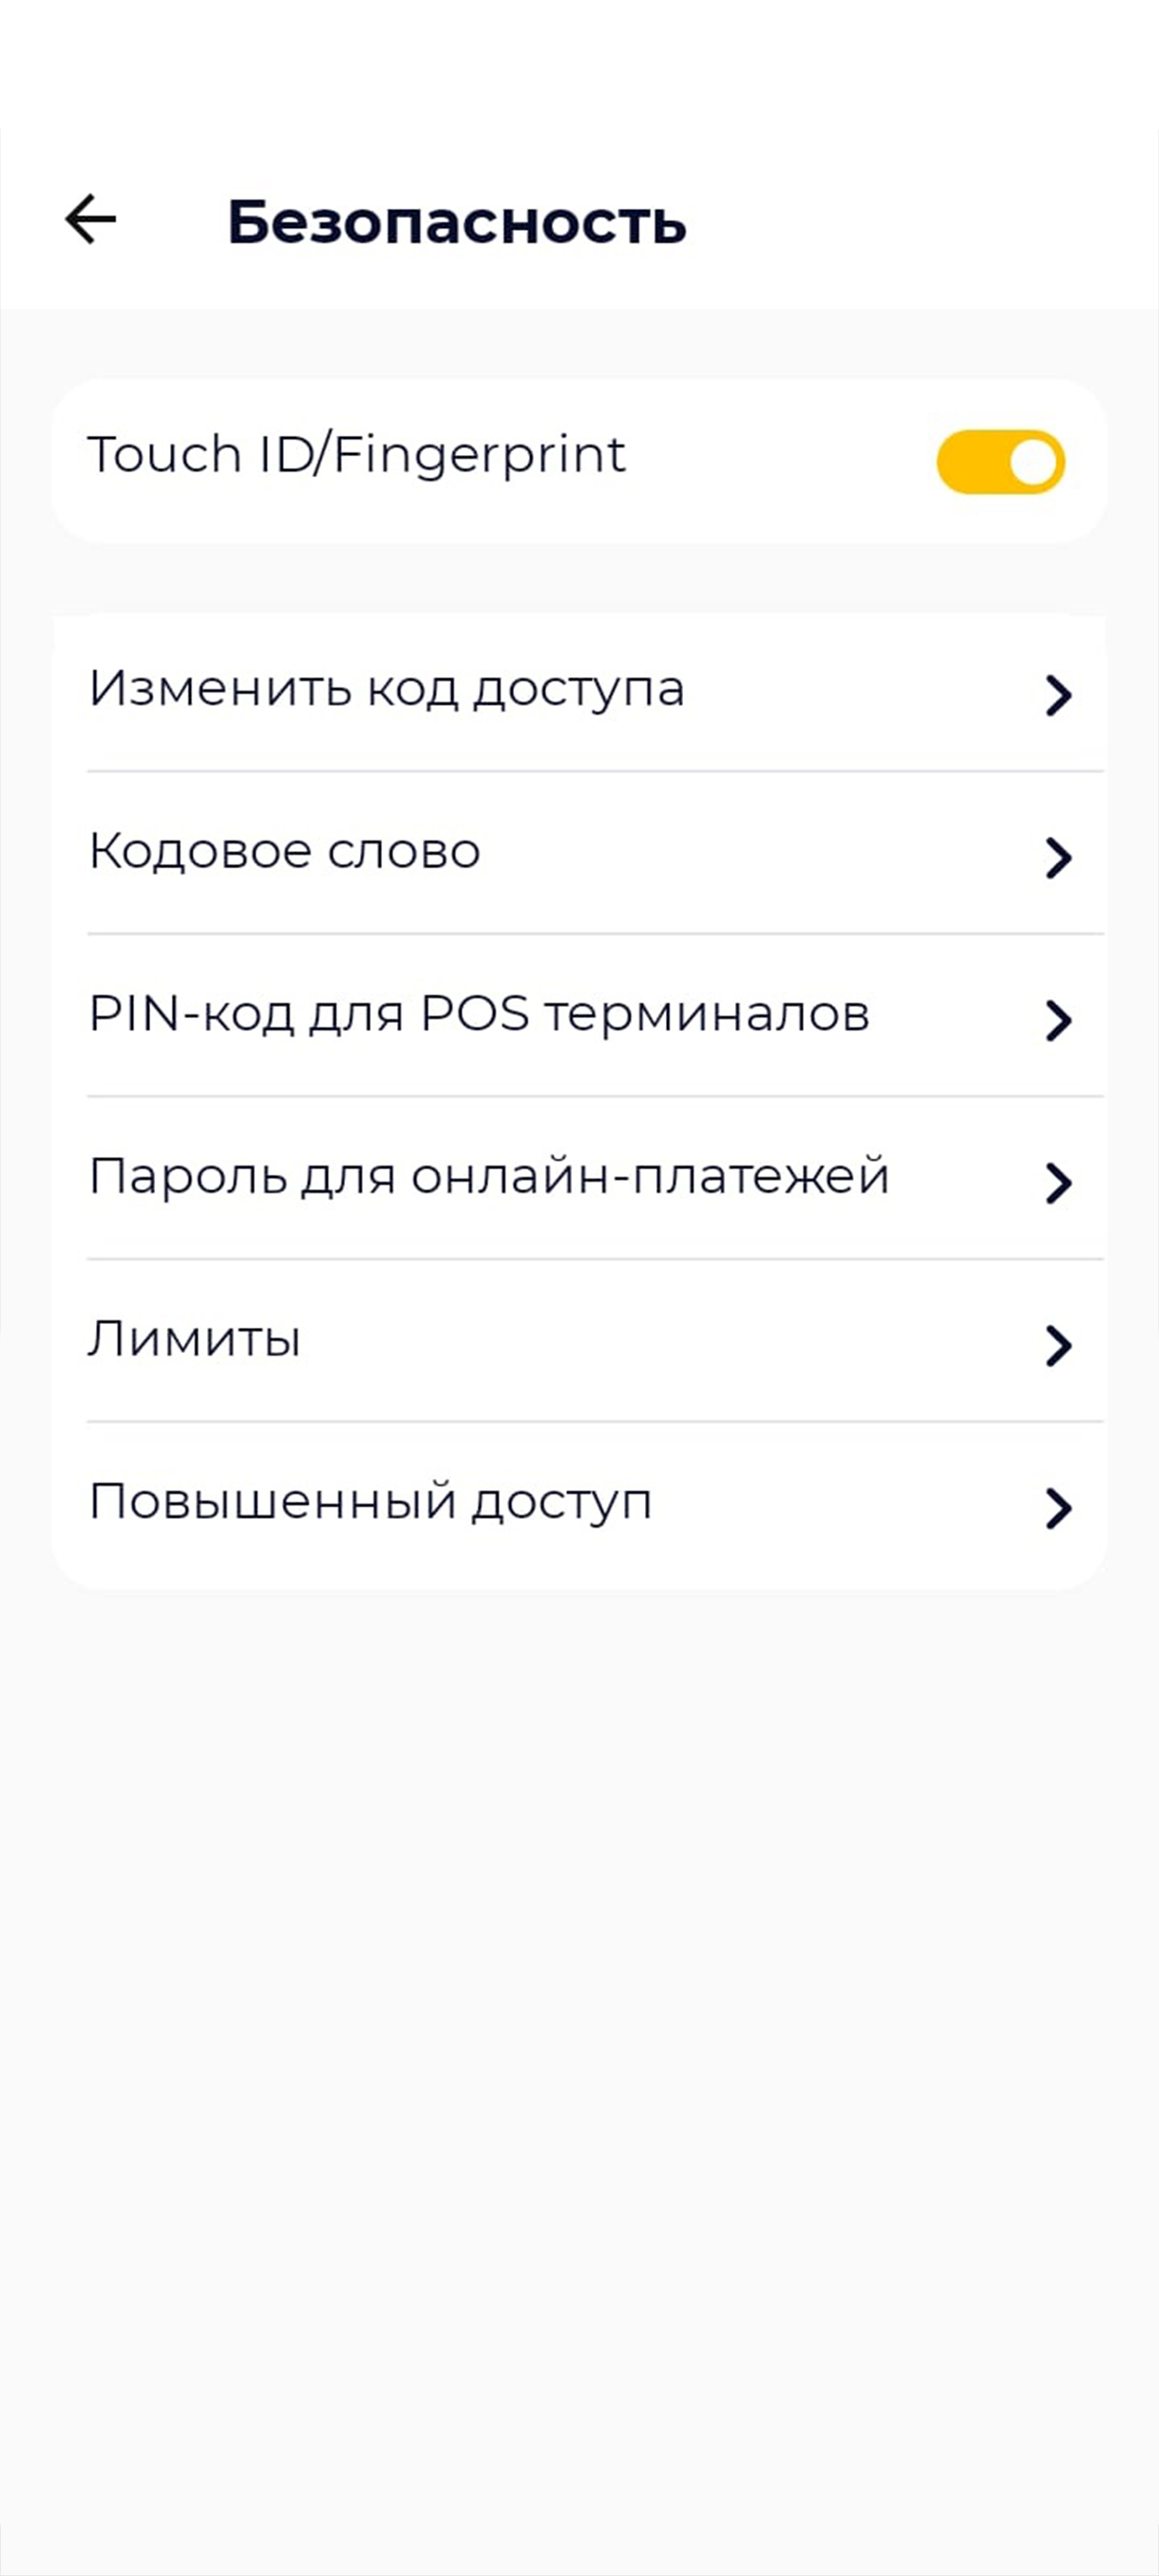 Безопасность
Touch ID/Fingerprint
Изменить код доступа
Кодовое слово
PIN-код для POS терминалов
Пароль для онлайн-платежей
Лимиты
Повышенный доступ